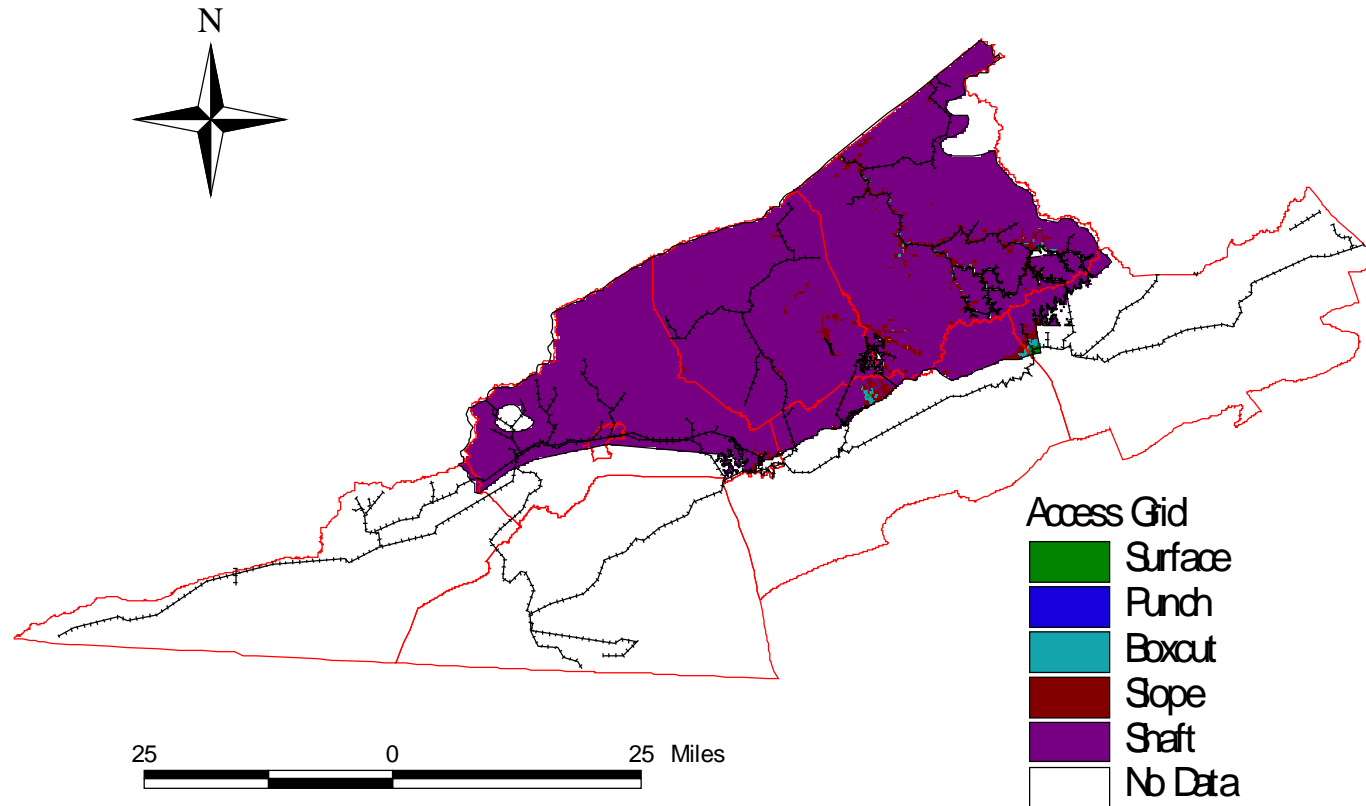 N
Access Grid
Surface
Punch
Boxcut
Slope
Shaft
No Data
25 0 25 Miles